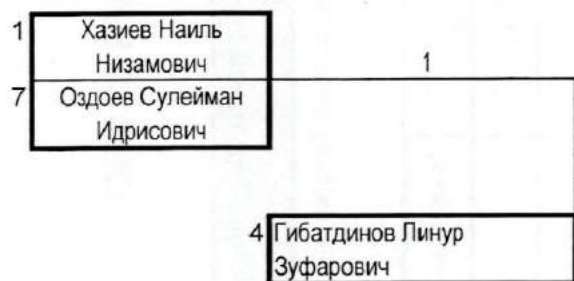 1 Хазиев Наиль
Низамович 1
7 Оздоев Сулейман
Идрисович
4 Гибатдинов Линур
Зуфарович